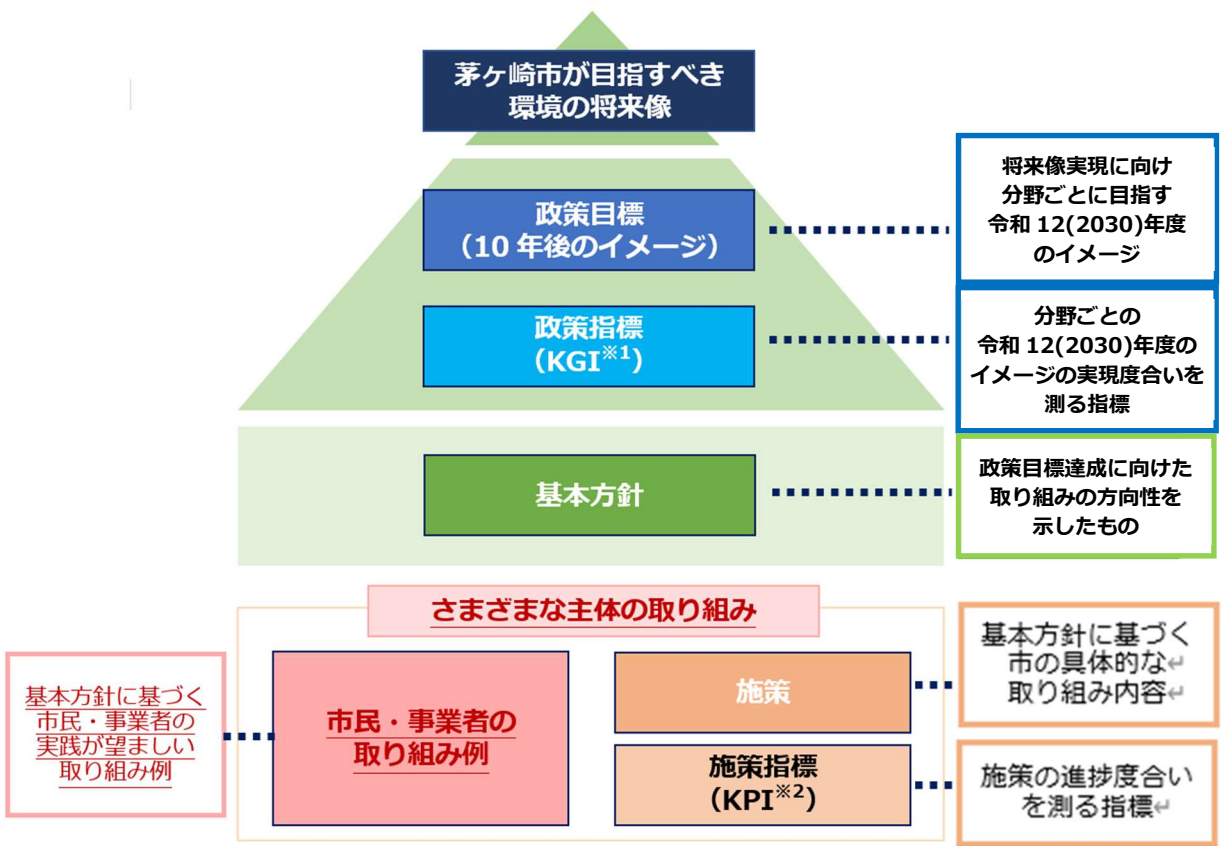 茅ヶ崎市が目指すべき
環境の将来像
政策目標
（10 年後のイメージ）
将来像実現に向け
分野ごとに目指す
令和 12(2030)年度
のイメージ
政策指標
（KGI※1）
分野ごとの
令和 12(2030)年度の
イメージの実現度合いを
測る指標
基本方針
政策目標達成に向けた
取り組みの方向性を
示したもの
さまざまな主体の取り組み
基本方針に基づく
市民・事業者の
実践が望ましい
取り組み例
市民・事業者の
取り組み例
施策
基本方針に基づく
市の具体的な↵
取り組み内容↵
施策指標
（KPI※2）
施策の進捗度合い
を測る指標↵